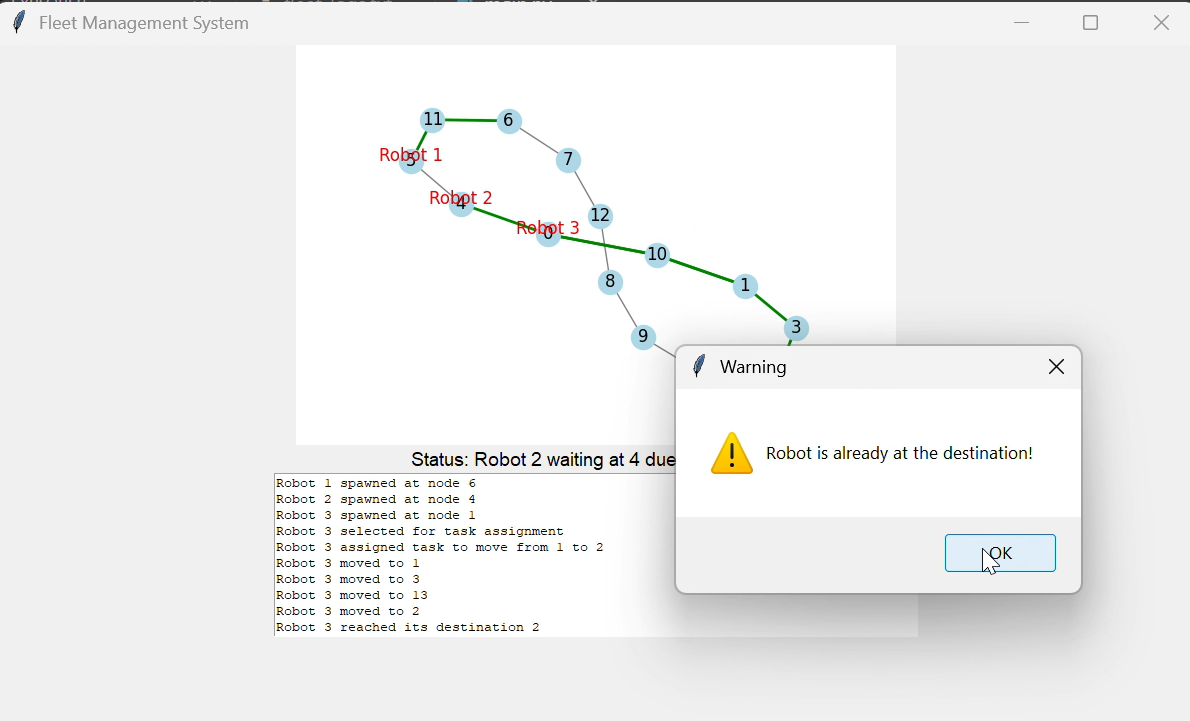 Fleet Management System
11
6
Robot 1
5
7
Robot 2
4
12
Robot 3
0
10
8
1
3
9
Warning
Robot is already at the destination!
OK
Status: Robot 2 waiting at 4 due
Robot 1 spawned at node 6
Robot 2 spawned at node 4
Robot 3 spawned at node 1
Robot 3 selected for task assignment
Robot 3 assigned task to move from 1 to 2
Robot 3 moved to 1
Robot 3 moved to 3
Robot 3 moved to 13
Robot 3 moved to 2
Robot 3 reached its destination 2